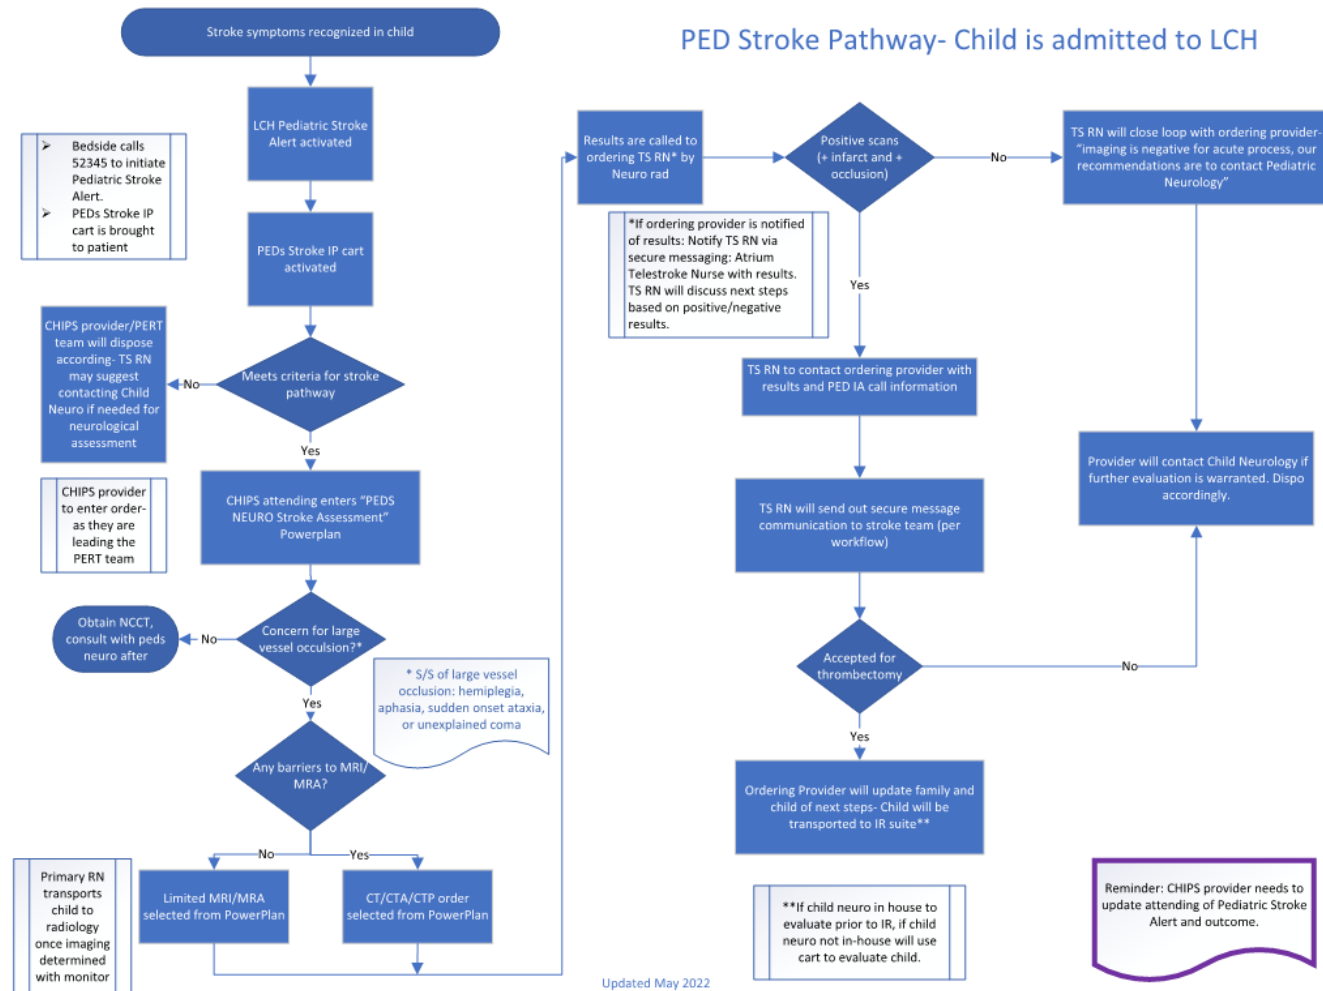 Stroke symptoms recognized in child
PED Stroke Pathway- Child is admitted to LCH
LCH Pediatric Stroke
Alert activated
➤ Bedside calls
52345 to initiate
Pediatric Stroke
Alert.
➤ PEDs Stroke IP
cart is brought
to patient
PEDs Stroke IP cart
activated
CHIPS provider/PERT
team will dispose
according- TS RN
may suggest
contacting Child
Neuro if needed for
neurological
assessment
No
Meets criteria for stroke
pathway
Yes
CHIPS provider
to enter order-
as they are
leading the
PERT team
CHIPS attending enters “PEDS
NEURO Stroke Assessment”
Powerplan
Obtain NCCT,
consult with peds
neuro after
No
Concern for large
vessel occulsion?*
* S/S of large vessel
occlusion: hemiplegia,
aphasia, sudden onset ataxia,
or unexplained coma
Yes
Any barriers to MRI/
MRA?
No
Yes
Primary RN
transports
child to
radiology
once imaging
determined
with monitor
Limited MRI/MRA
selected from PowerPlan
CT/CTA/CTP order
selected from PowerPlan
Results are called to
ordering TS RN* by
Neuro rad
Positive scans
(+ infarct and +
occlusion)
No
TS RN will close loop with ordering provider-
“imaging is negative for acute process, our
recommendations are to contact Pediatric
Neurology”
*If ordering provider is notified
of results: Notify TS RN via
secure messaging: Atrium
Telestroke Nurse with results.
TS RN will discuss next steps
based on positive/negative
results.
Yes
TS RN to contact ordering provider with
results and PED IA call information
Provider will contact Child Neurology if
further evaluation is warranted. Dispo
accordingly.
TS RN will send out secure message
communication to stroke team (per
workflow)
Accepted for
thrombectomy
No
Yes
Ordering Provider will update family and
child of next steps- Child will be
transported to IR suite**
**If child neuro in house to
evaluate prior to IR, if child
neuro not in-house will use
cart to evaluate child.
Reminder: CHIPS provider needs to
update attending of Pediatric Stroke
Alert and outcome.
Updated May 2022